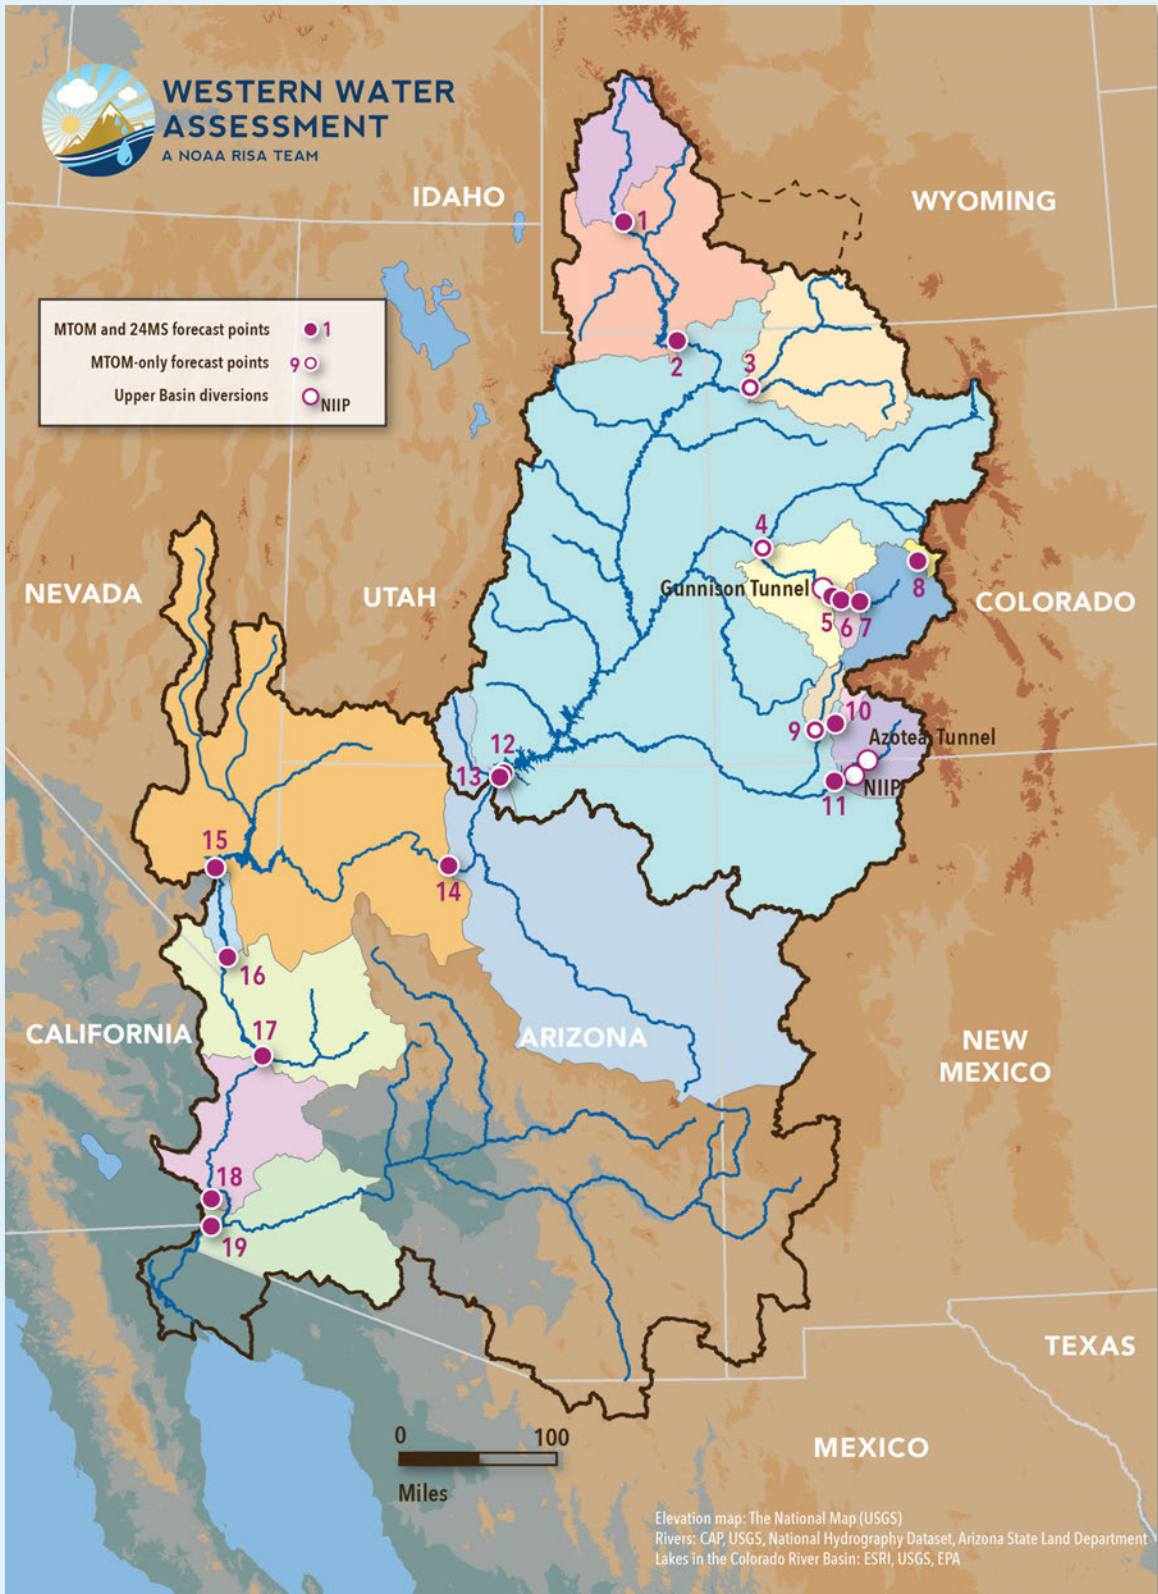 WESTERN WATER
ASSESSMENT
A NOAA RISA TEAM
IDAHO
WYOMING
1
MTOM and 24MS forecast points 1
MTOM-only forecast points 9
Upper Basin diversions NIIP
2
3
4
NEVADA
UTAH
Gunnison Tunnel
5
6
7
8
COLORADO
9
10
Azotea Tunnel
NIIP
11
12
13
14
15
16
17
CALIFORNIA
ARIZONA
NEW
MEXICO
18
19
TEXAS
0 100
Miles
MEXICO
Elevation map: The National Map (USGS)
Rivers: CAP, USGS, National Hydrography Dataset, Arizona State Land Department
Lakes in the Colorado River Basin: ESRI, USGS, EPA